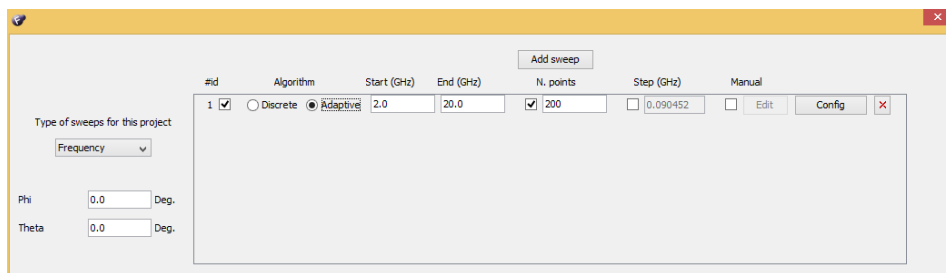 ×
Add sweep
#id Algorithm Start (GHz) End (GHz) N. points Step (GHz) Manual
1 Discrete Adaptive 2.0 20.0 200 0.090452 Edit Config ×
Type of sweeps for this project
Frequency
Phi 0.0 Deg.
Theta 0.0 Deg.